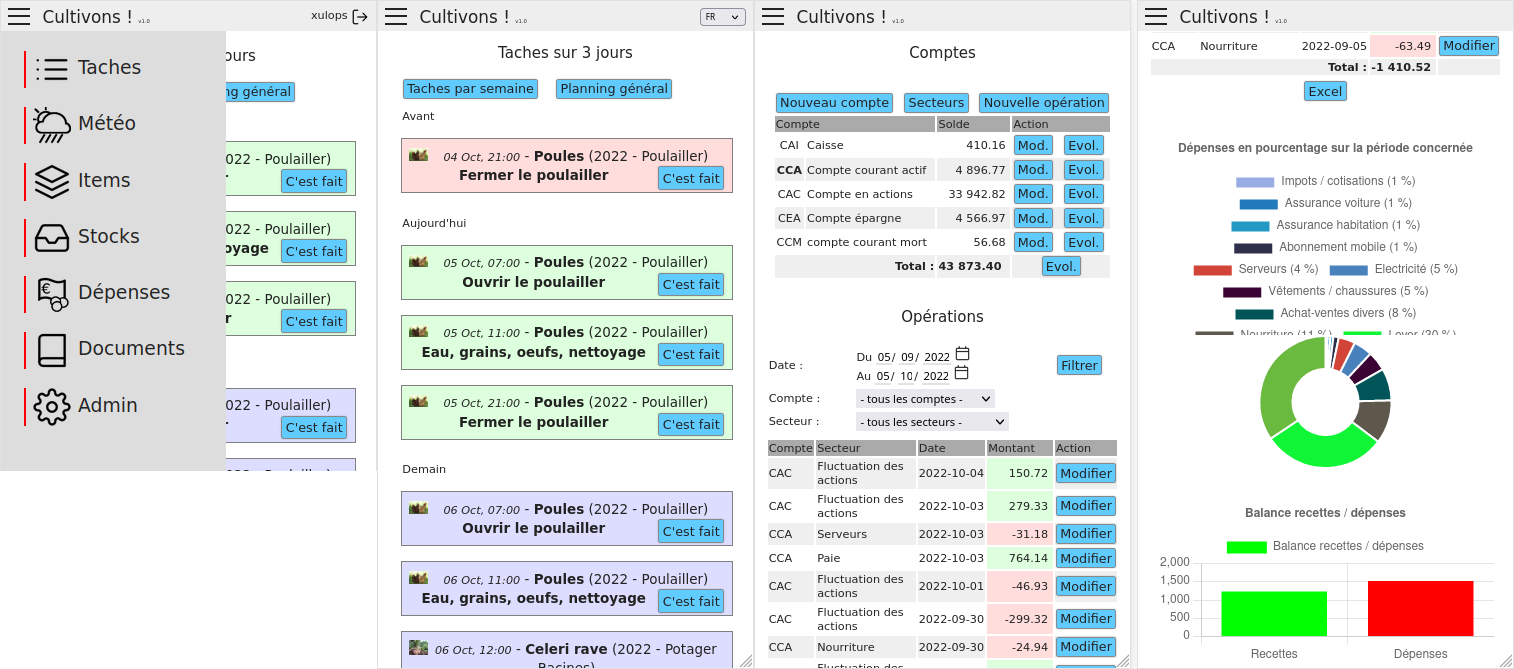 Cultivons ! v1.0
xulops
Taches
Météo
Items
Stocks
Dépenses
Documents
Admin
ours
ng général
2022 - Poulailler)
r
C'est fait
022 - Poulailler)
oyage
C'est fait
022 - Poulailler)
r
C'est fait
022 - Poulailler)
C'est fait
Cultivons ! v1.0
FR
Taches sur 3 jours
Taches par semaine
Planning général
Avant
04 Oct, 21:00 - Poules (2022 - Poulailler)
Fermer le poulailler
C'est fait
Aujourd'hui
05 Oct, 07:00 - Poules (2022 - Poulailler)
Ouvrir le poulailler
C'est fait
05 Oct, 11:00 - Poules (2022 - Poulailler)
Eau, grains, oeufs, nettoyage
C'est fait
05 Oct, 21:00 - Poules (2022 - Poulailler)
Fermer le poulailler
C'est fait
Demain
06 Oct, 07:00 - Poules (2022 - Poulailler)
Ouvrir le poulailler
C'est fait
06 Oct, 11:00 - Poules (2022 - Poulailler)
Eau, grains, oeufs, nettoyage
C'est fait
06 Oct, 12:00 - Celeri rave (2022 - Potager
Racines)
Cultivons ! v1.0
Comptes
Nouveau compte Secteurs Nouvelle opération
Compte Solde Action
CAI Caisse 410.16 Mod. Evol.
CCA Compte courant actif 4 896.77 Mod. Evol.
CAC Compte en actions 33 942.82 Mod. Evol.
CEA Compte épargne 4 566.97 Mod. Evol.
CCM compte courant mort 56.68 Mod. Evol.
Total : 43 873.40 Evol.
Opérations
Date :
Du 05/ 09/ 2022
Au 05/ 10/ 2022
Filtrer
Compte : - tous les comptes -
Secteur : - tous les secteurs -
Compte Secteur Date Montant Action
CAC Fluctuation des actions 2022-10-04 150.72 Modifier
CAC Fluctuation des actions 2022-10-03 279.33 Modifier
CCA Serveurs 2022-10-03 -31.18 Modifier
CCA Paie 2022-10-03 764.14 Modifier
CAC Fluctuation des actions 2022-10-01 -46.93 Modifier
CAC Fluctuation des actions 2022-09-30 -299.32 Modifier
CCA Nourriture 2022-09-30 -24.94 Modifier
Fluctuation des
Cultivons ! v1.0
CCA Nourriture 2022-09-05 -63.49 Modifier
Total : -1 410.52
Excel
Dépenses en pourcentage sur la période concernée
Impots / cotisations (1 %)
Assurance voiture (1 %)
Assurance habitation (1 %)
Abonnement mobile (1 %)
Serveurs (4 %) Electricité (5 %)
Vêtements / chaussures (5 %)
Achat-ventes divers (8 %)
Nourriture (11 %) Loyer (30 %)
Balance recettes / dépenses
Balance recettes / dépenses
2,000
1,500
1,000
500
0
Recettes Dépenses